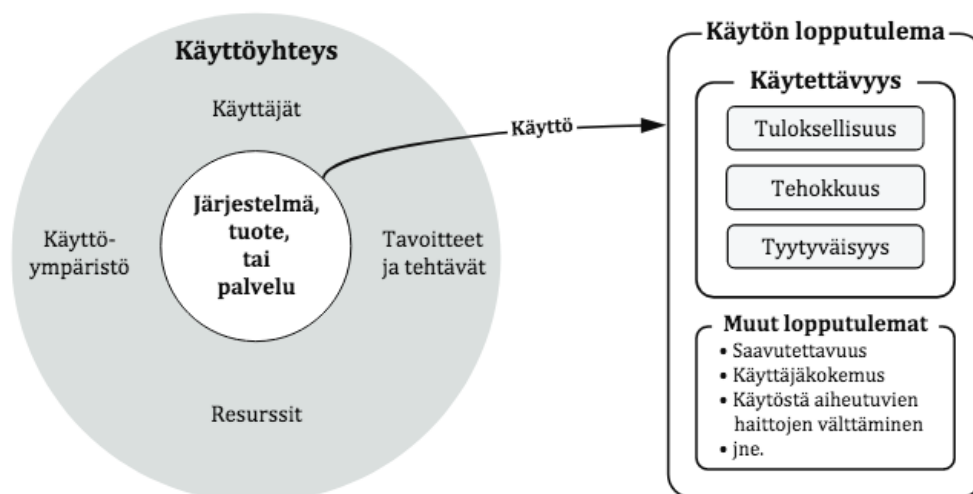 Käyttöyhteys
Käyttäjät
Järjestelmä,
tuote,
tai
palvelu
Käyttö-
ympäristö
Tavoitteet
ja tehtävät
Resurssit
Käyttö
Käytön lopputulema
Käytettävyys
Tuloksellisuus
Tehokkuus
Tyytyväisyys
Muut lopputulemat
• Saavutettavuus
• Käyttäjäkokemus
• Käytöstä aiheutuvien
haittojen välttäminen
• jne.